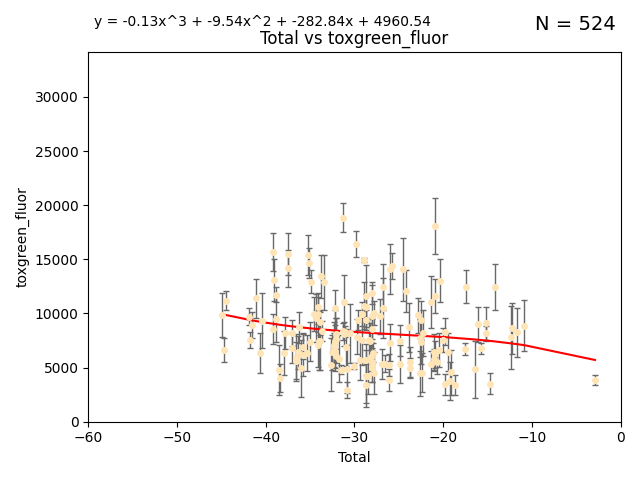 y = -0.13x^3 + -9.54x^2 + -282.84x + 4960.54
N = 524
Total vs toxgreen_fluor
30000
25000
20000
15000
10000
5000
0
toxgreen_fluor
−60 −50 −40 −30 −20 −10 0
Total